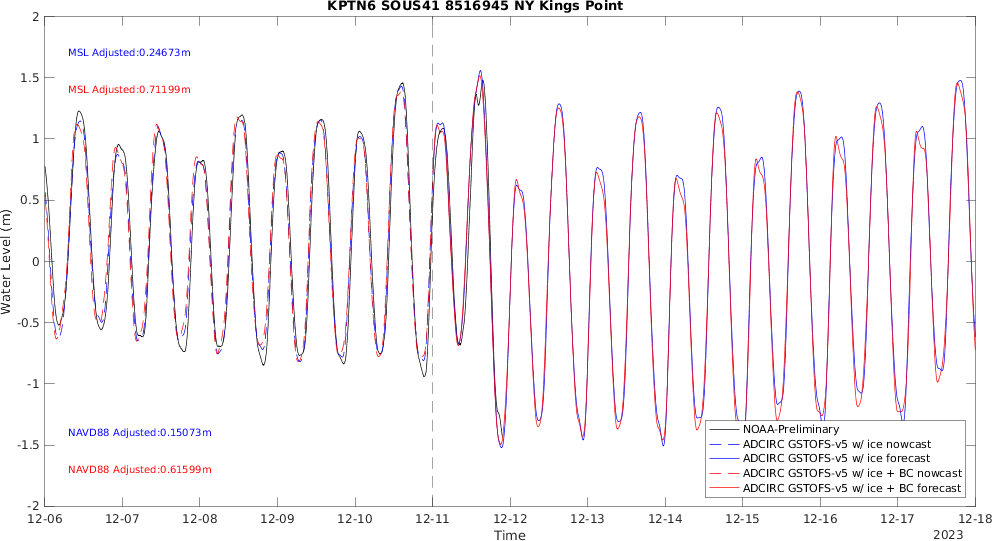 KPTN6 SOUS41 8516945 NY Kings Point
MSL Adjusted:0.24673m
MSL Adjusted:0.71199m
NAVD88 Adjusted:0.15073m
NAVD88 Adjusted:0.61599m
Water Level (m)
2
1.5
1
0.5
0
-0.5
-1
-1.5
-2
NOAA-Preliminary
ADCIRC GSTOFS-v5 w/ ice nowcast
ADCIRC GSTOFS-v5 w/ ice forecast
ADCIRC GSTOFS-v5 w/ ice + BC nowcast
ADCIRC GSTOFS-v5 w/ ice + BC forecast
12-06 12-07 12-08 12-09 12-10 12-11 12-12 12-13 12-14 12-15 12-16 12-17 12-18
Time
2023